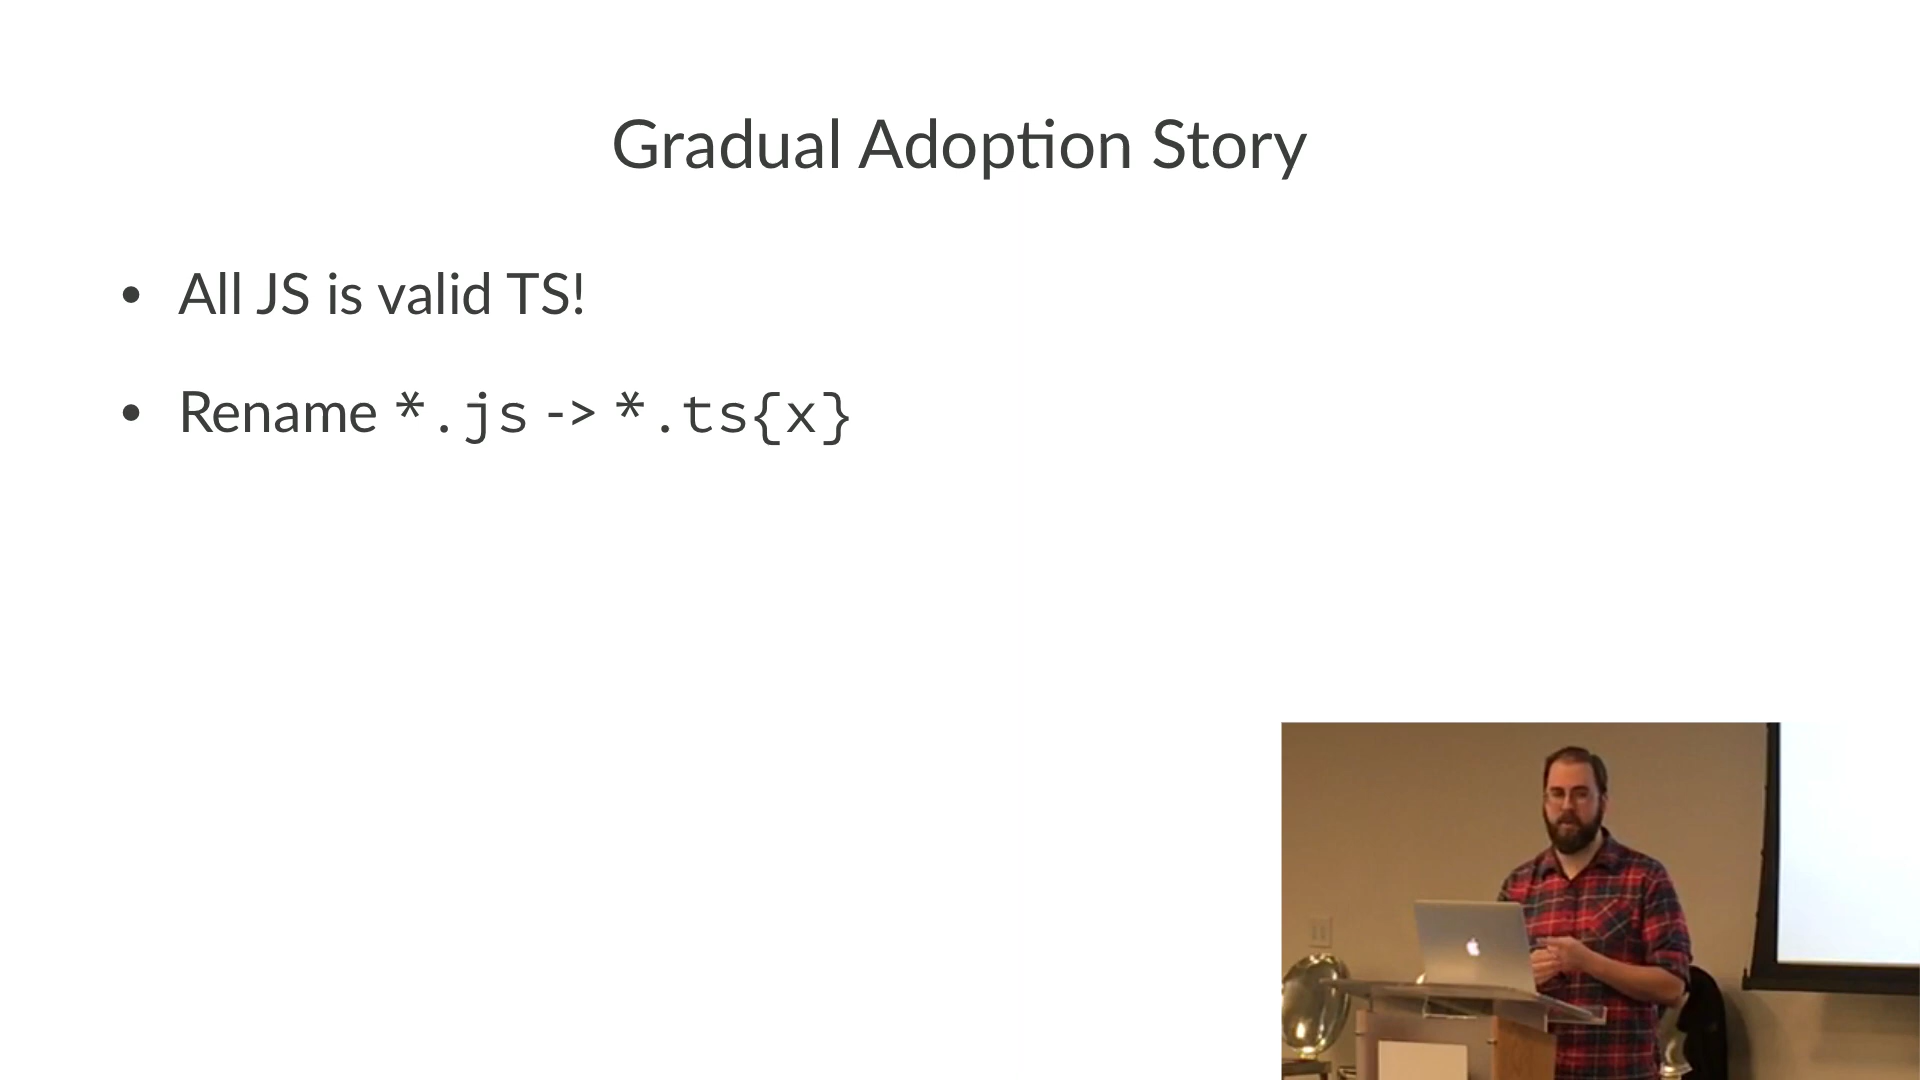 Gradual Adoption Story
• All JS is valid TS!
• Rename *.js -> *.ts{x}